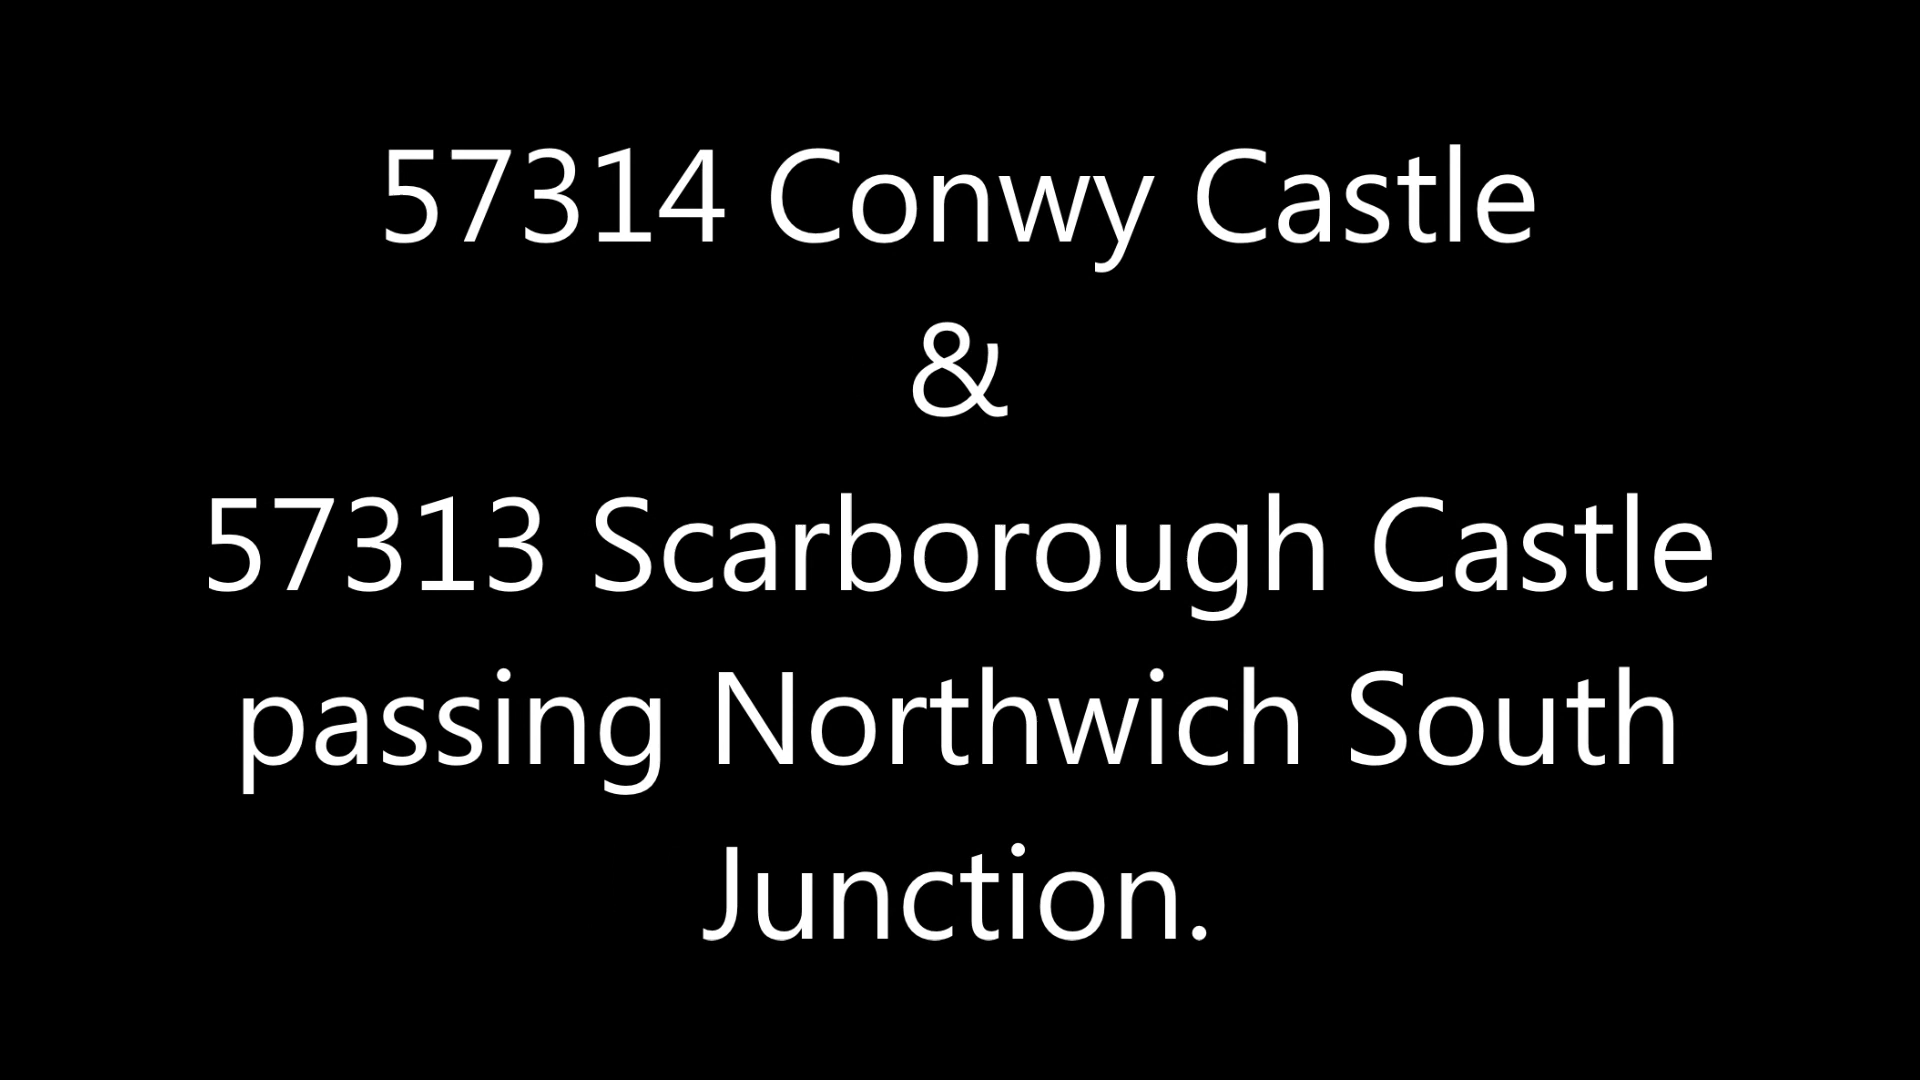 57314 Conwy Castle
&
57313 Scarborough Castle
passing Northwich South
Junction.